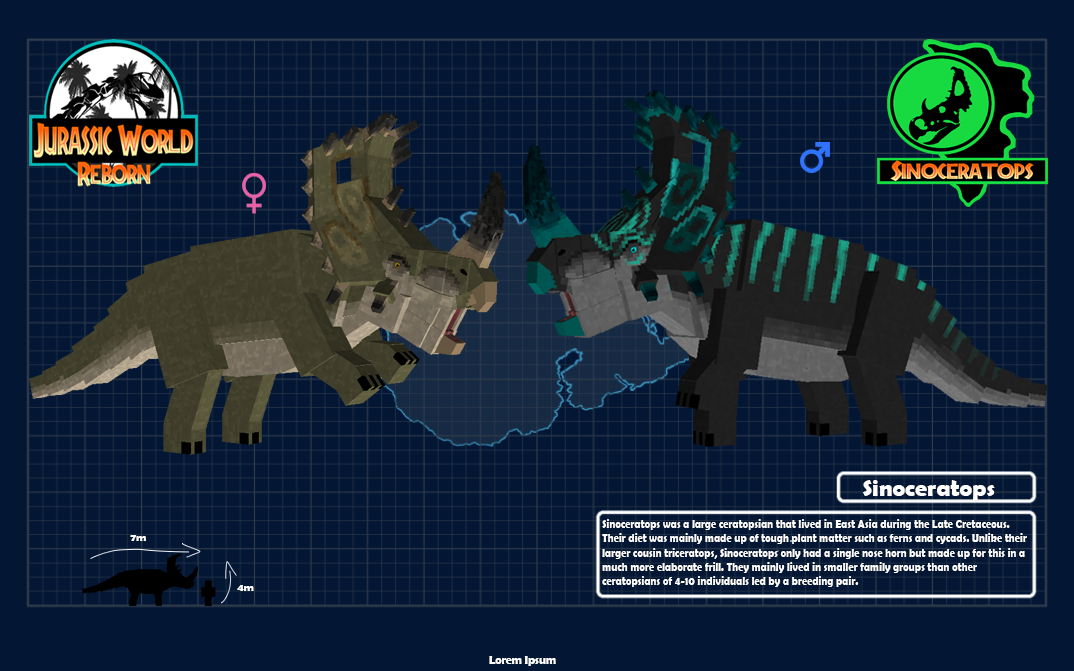 JURASSIC WORLD
REBORN
SINOCERATOPS
Sinoceratops
Sinoceratops was a large ceratopsian that lived in East Asia during the Late Cretaceous.
Their diet was mainly made up of tough plant matter such as ferns and cycads. Unlike their
larger cousin triceratops, Sinoceratops only had a single nose horn but made up for this in a
much more elaborate frill. They mainly lived in smaller family groups than other
ceratopsians of 4-10 individuals led by a breeding pair.
7m
4m
Lorem Ipsum